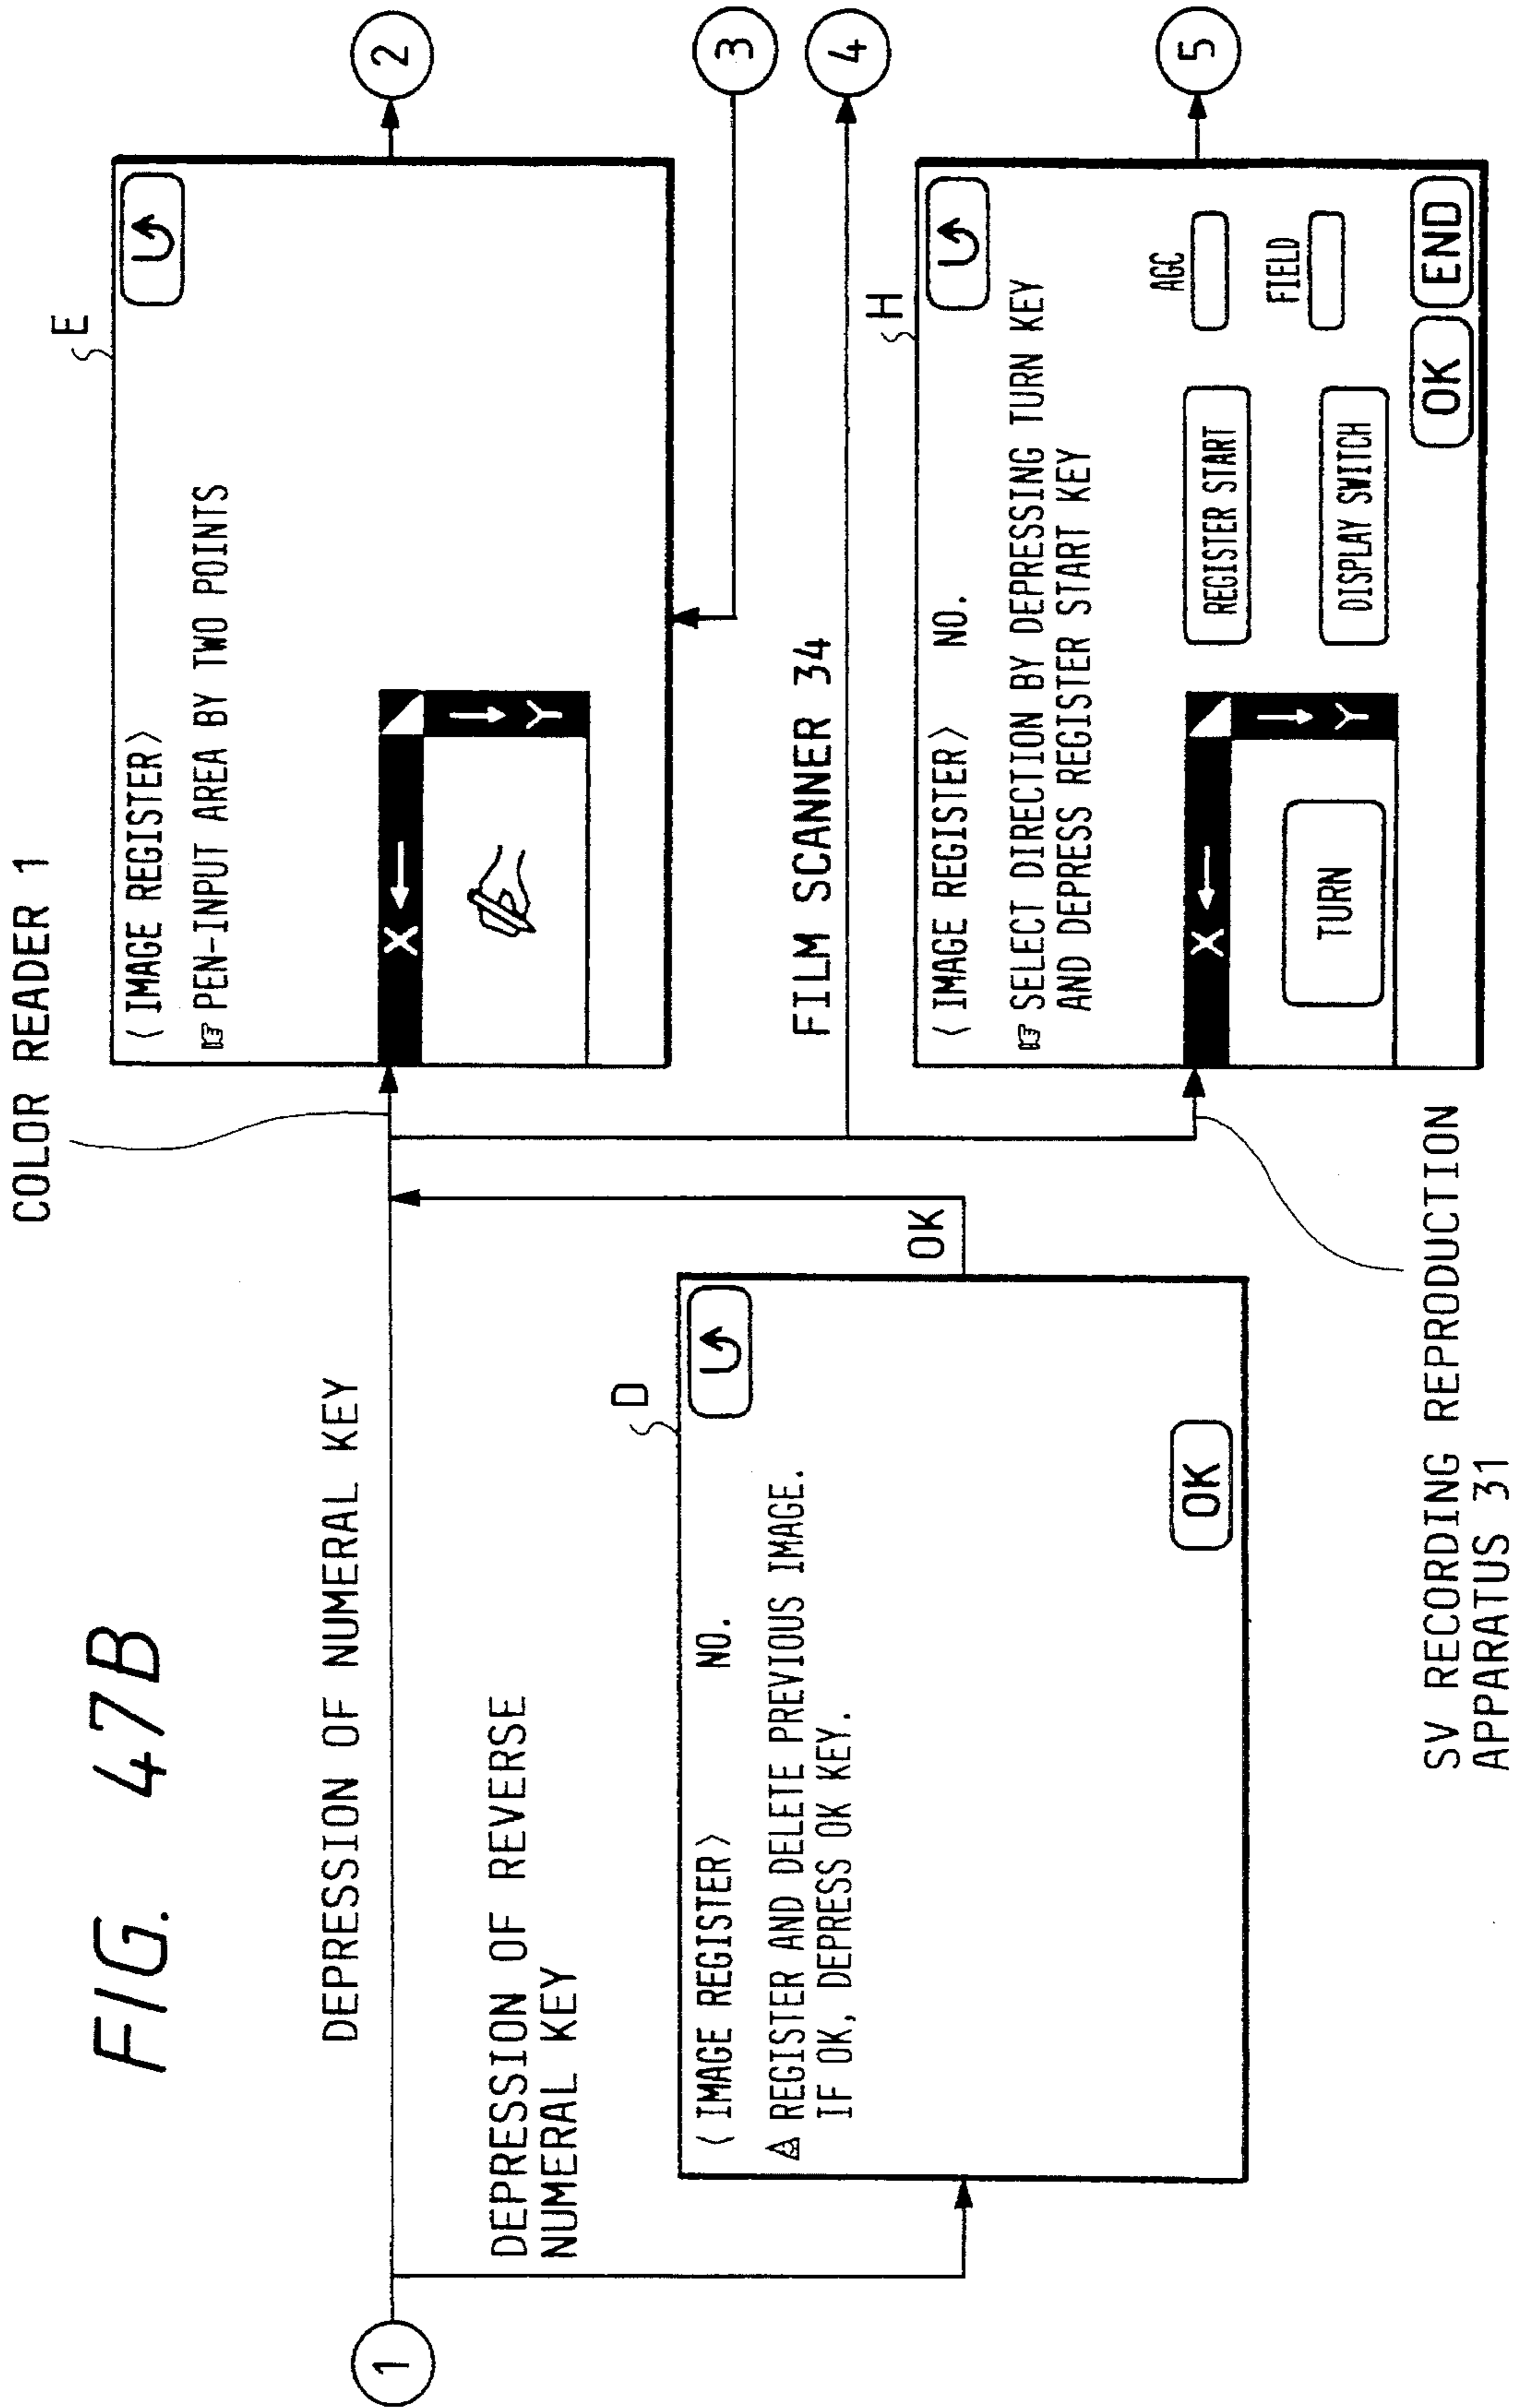 FIG. 47B
COLOR READER 1
DEPRESSION OF NUMERAL KEY
1
DEPRESSION OF REVERSE
NUMERAL KEY
D
〈 IMAGE REGISTER 〉 NO.
REGISTER AND DELETE PREVIOUS IMAGE.
IF OK, DEPRESS OK KEY.
OK
OK
E
〈 IMAGE REGISTER 〉
☞ PEN-INPUT AREA BY TWO POINTS
X ←
↓ Y
2
3
FILM SCANNER 34
4
H
〈 IMAGE REGISTER 〉 NO.
☞ SELECT DIRECTION BY DEPRESSING TURN KEY
AND DEPRESS REGISTER START KEY
X ←
↓ Y
TURN
REGISTER START
DISPLAY SWITCH
AGC
FIELD
OK
END
5
SV RECORDING REPRODUCTION
APPARATUS 31